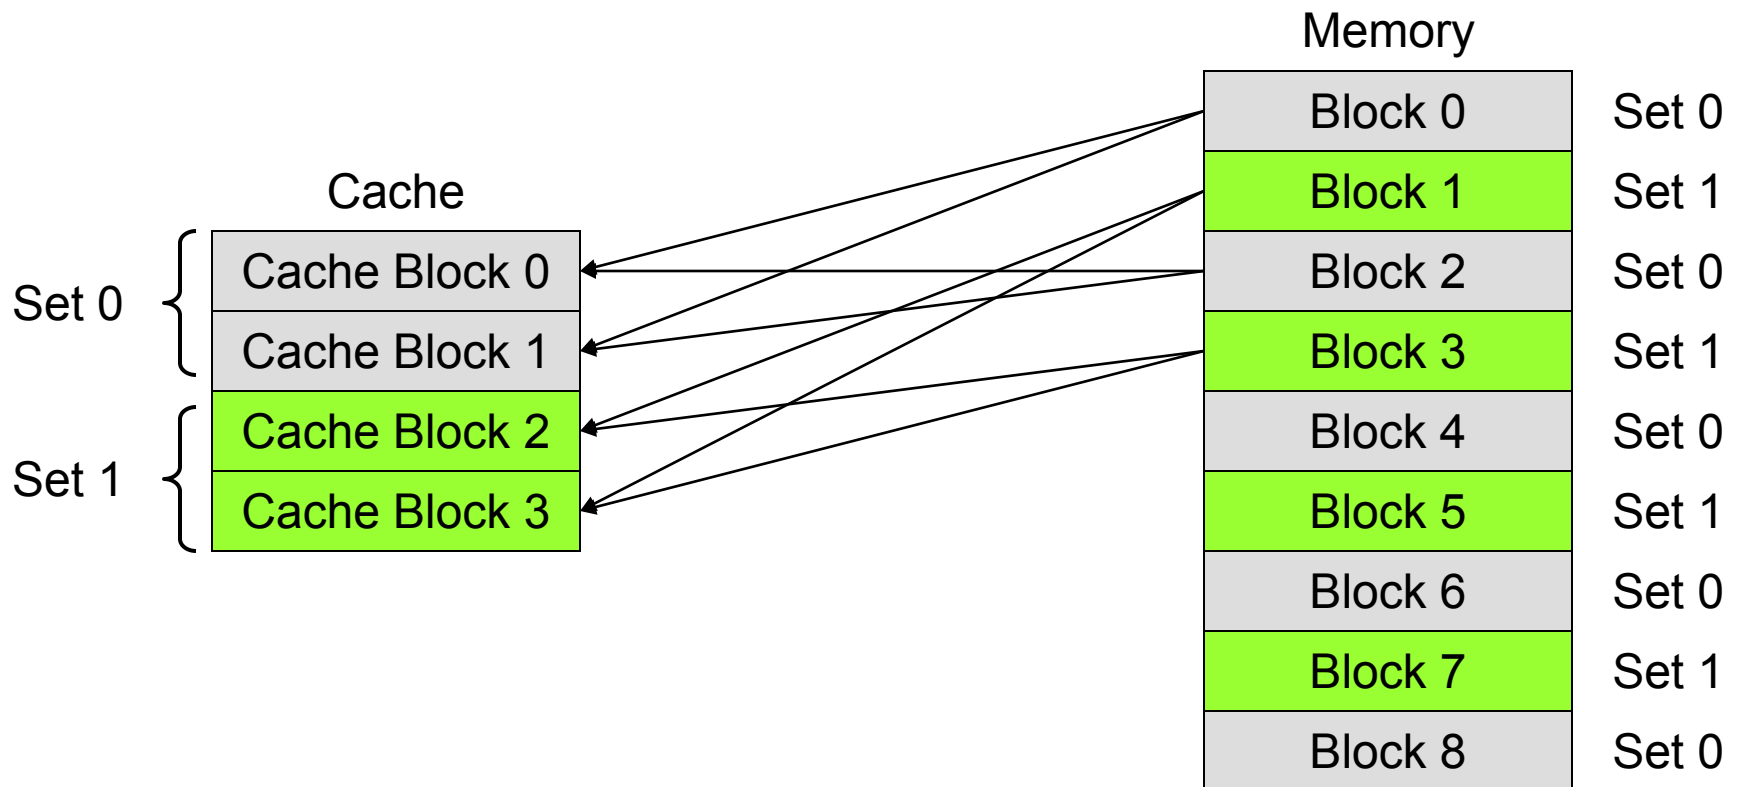 Memory
Block 0 Set 0
Cache Block 1 Set 1
Set 0 Cache Block 0 Block 2 Set 0
Cache Block 1 Block 3 Set 1
Set 1 Cache Block 2 Block 4 Set 0
Cache Block 3 Block 5 Set 1
Block 6 Set 0
Block 7 Set 1
Block 8 Set 0